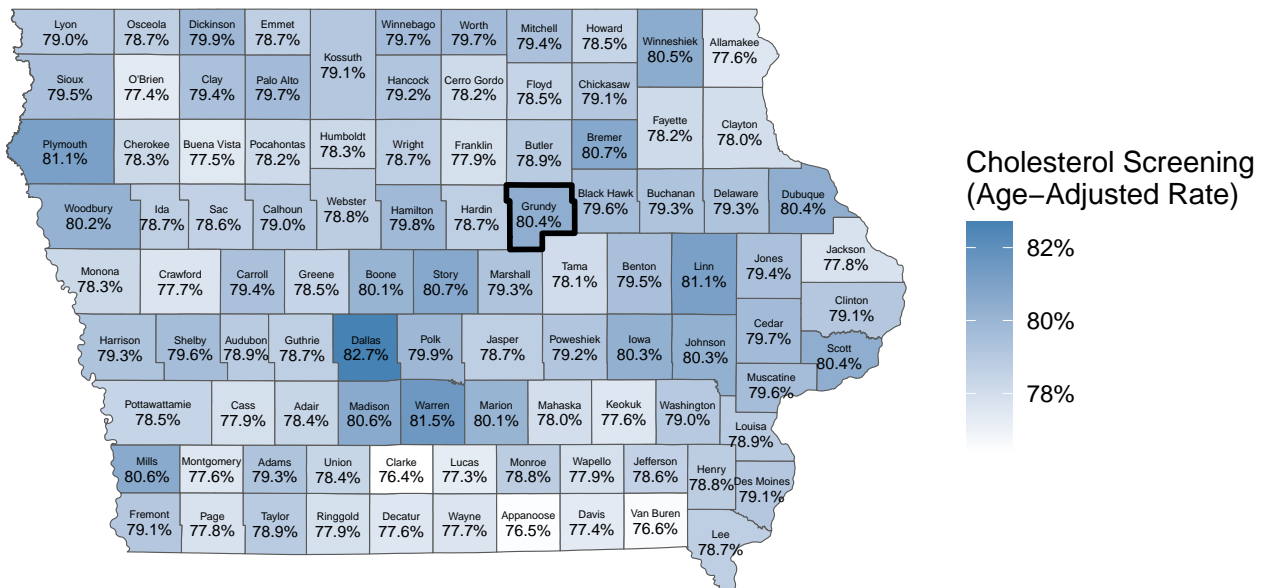 Lyon
79.0%
Osceola
78.7%
Dickinson
79.9%
Emmet
78.7%
Kossuth
79.1%
Winnebago
79.7%
Worth
79.7%
Mitchell
79.4%
Howard
78.5%
Winneshiek
80.5%
Allamakee
77.6%
Sioux
79.5%
O'Brien
77.4%
Clay
79.4%
Palo Alto
79.7%
Hancock
79.2%
Cerro Gordo
78.2%
Floyd
78.5%
Chickasaw
79.1%
Fayette
78.2%
Clayton
78.0%
Plymouth
81.1%
Cherokee
78.3%
Buena Vista
77.5%
Pocahontas
78.2%
Humboldt
78.3%
Wright
78.7%
Franklin
77.9%
Butler
78.9%
Bremer
80.7%
Woodbury
80.2%
Ida
78.7%
Sac
78.6%
Calhoun
79.0%
Webster
78.8%
Hamilton
79.8%
Hardin
78.7%
Grundy
80.4%
Black Hawk
79.6%
Buchanan
79.3%
Delaware
79.3%
Dubuque
80.4%
Monona
78.3%
Crawford
77.7%
Carroll
79.4%
Greene
78.5%
Boone
80.1%
Story
80.7%
Marshall
79.3%
Tama
78.1%
Benton
79.5%
Linn
81.1%
Jones
79.4%
Jackson
77.8%
Clinton
79.1%
Harrison
79.3%
Shelby
79.6%
Audubon
78.9%
Guthrie
78.7%
Dallas
82.7%
Polk
79.9%
Jasper
78.7%
Poweshiek
79.2%
Iowa
80.3%
Johnson
80.3%
Cedar
79.7%
Scott
80.4%
Muscatine
79.6%
Pottawattamie
78.5%
Cass
77.9%
Adair
78.4%
Madison
80.6%
Warren
81.5%
Marion
80.1%
Mahaska
78.0%
Keokuk
77.6%
Washington
79.0%
Louisa
78.9%
Mills
80.6%
Montgomery
77.6%
Adams
79.3%
Union
78.4%
Clarke
76.4%
Lucas
77.3%
Monroe
78.8%
Wapello
77.9%
Jefferson
78.6%
Henry
78.8%
Des Moines
79.1%
Fremont
79.1%
Page
77.8%
Taylor
78.9%
Ringgold
77.9%
Decatur
77.6%
Wayne
77.7%
Appanoose
76.5%
Davis
77.4%
Van Buren
76.6%
Lee
78.7%
Cholesterol Screening
(Age−Adjusted Rate)
82%
80%
78%